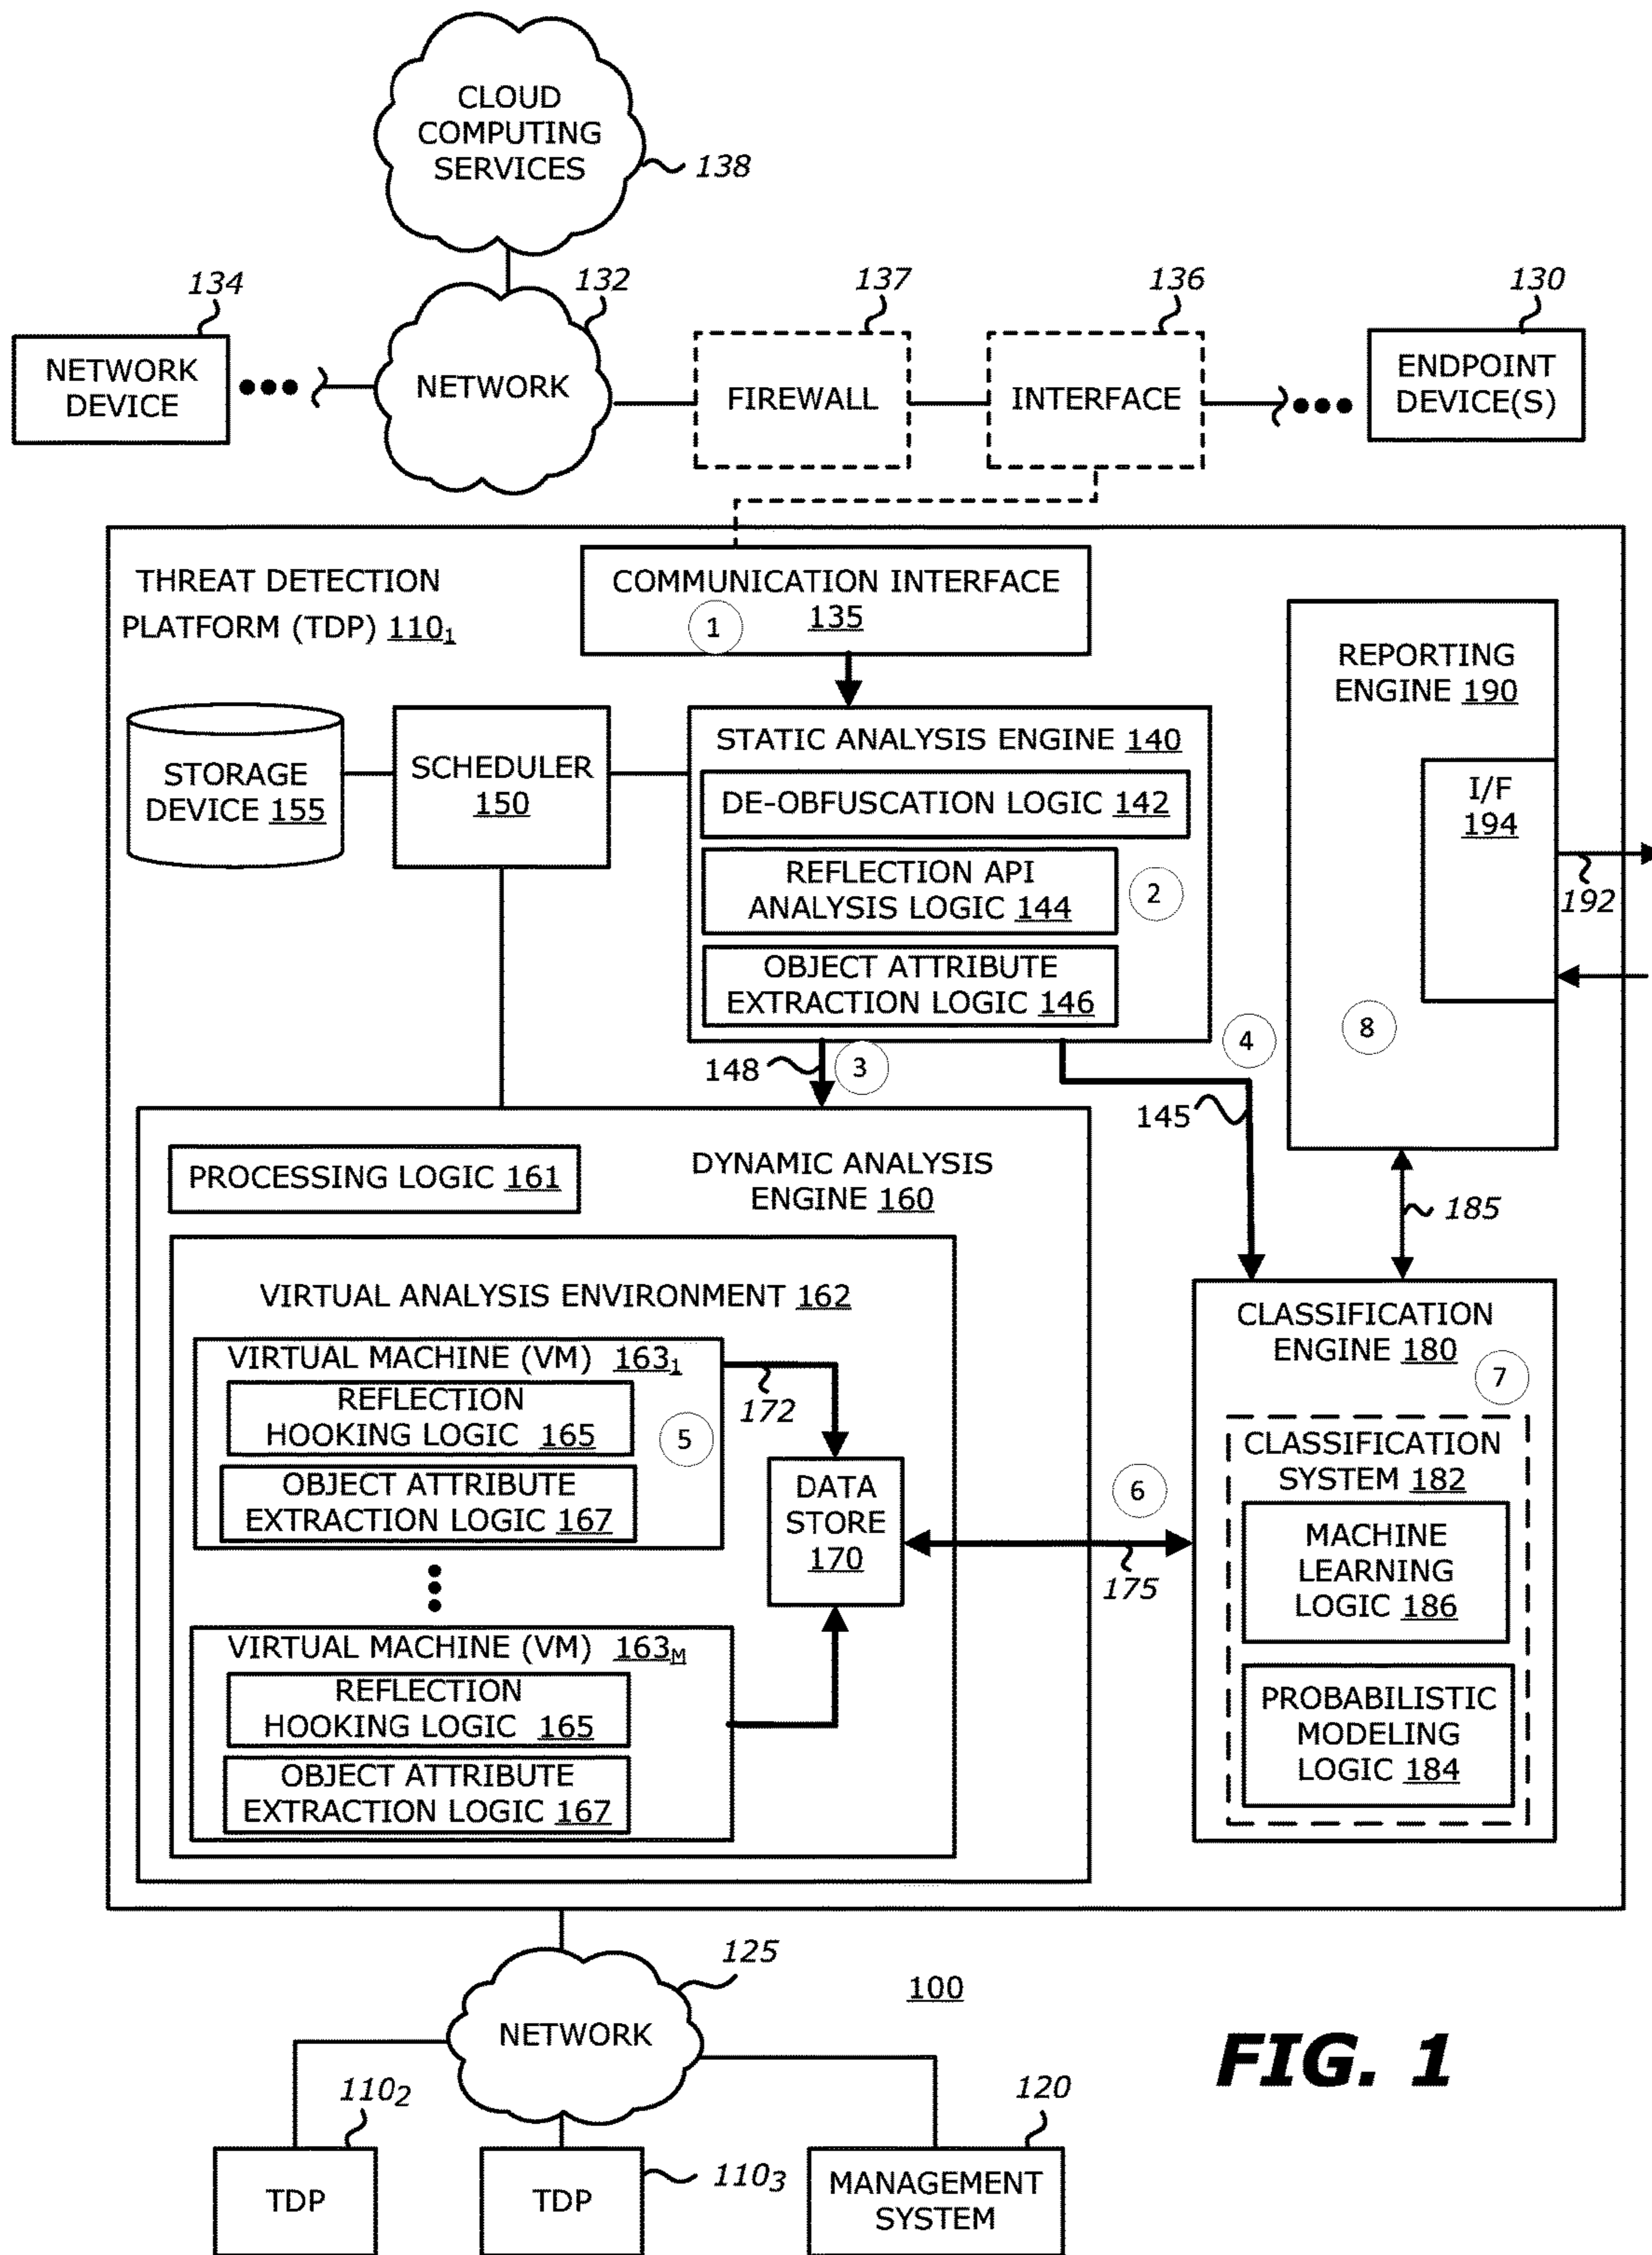 CLOUD
COMPUTING
SERVICES
138
134
132
137
136
130
NETWORK
DEVICE
NETWORK
FIREWALL
INTERFACE
ENDPOINT
DEVICE(S)
THREAT DETECTION
PLATFORM (TDP) 110₁
COMMUNICATION INTERFACE
135
1
REPORTING
ENGINE 190
I/F
194
192
8
STORAGE
DEVICE 155
SCHEDULER
150
STATIC ANALYSIS ENGINE 140
DE-OBFUSCATION LOGIC 142
REFLECTION API
ANALYSIS LOGIC 144
2
OBJECT ATTRIBUTE
EXTRACTION LOGIC 146
148
3
4
145
185
PROCESSING LOGIC 161
DYNAMIC ANALYSIS
ENGINE 160
VIRTUAL ANALYSIS ENVIRONMENT 162
VIRTUAL MACHINE (VM) 163₁
REFLECTION
HOOKING LOGIC 165
5
OBJECT ATTRIBUTE
EXTRACTION LOGIC 167
172
DATA
STORE
170
6
175
VIRTUAL MACHINE (VM) 163M
REFLECTION
HOOKING LOGIC 165
OBJECT ATTRIBUTE
EXTRACTION LOGIC 167
CLASSIFICATION
ENGINE 180
7
CLASSIFICATION
SYSTEM 182
MACHINE
LEARNING
LOGIC 186
PROBABILISTIC
MODELING
LOGIC 184
125
NETWORK
100
FIG. 1
110₂
TDP
110₃
TDP
120
MANAGEMENT
SYSTEM